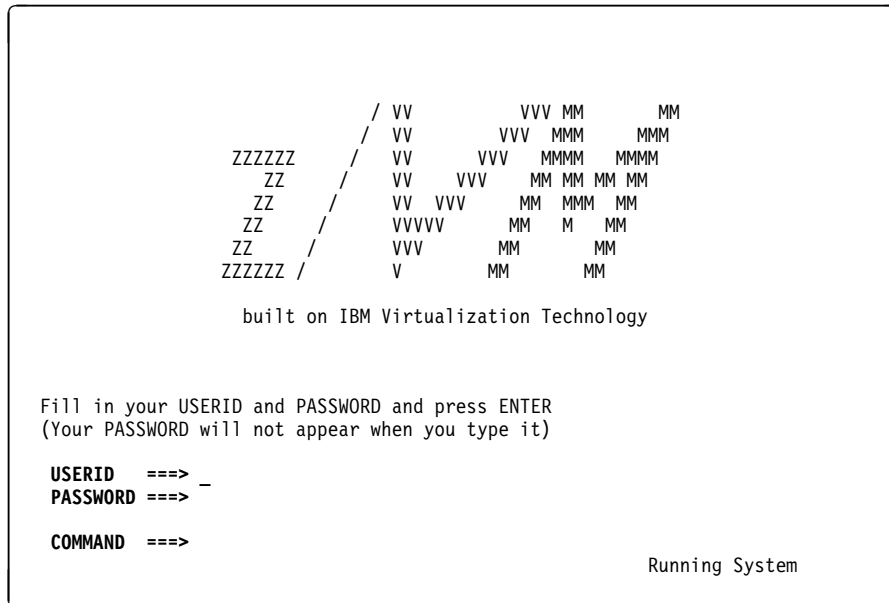 / VV VVV MM MM
/ VV VVV MMM MMM
ZZZZZZ / VV VVV MMMM MMMM
ZZ / VV VVV MM MM MM MM
ZZ / VV VVV MM MMM MM
ZZ / VVVVV MM M MM
ZZ / VVV MM MM
ZZZZZZ / V MM MM
built on IBM Virtualization Technology
Fill in your USERID and PASSWORD and press ENTER
(Your PASSWORD will not appear when you type it)
USERID ===> _
PASSWORD ===>
COMMAND ===>
Running System